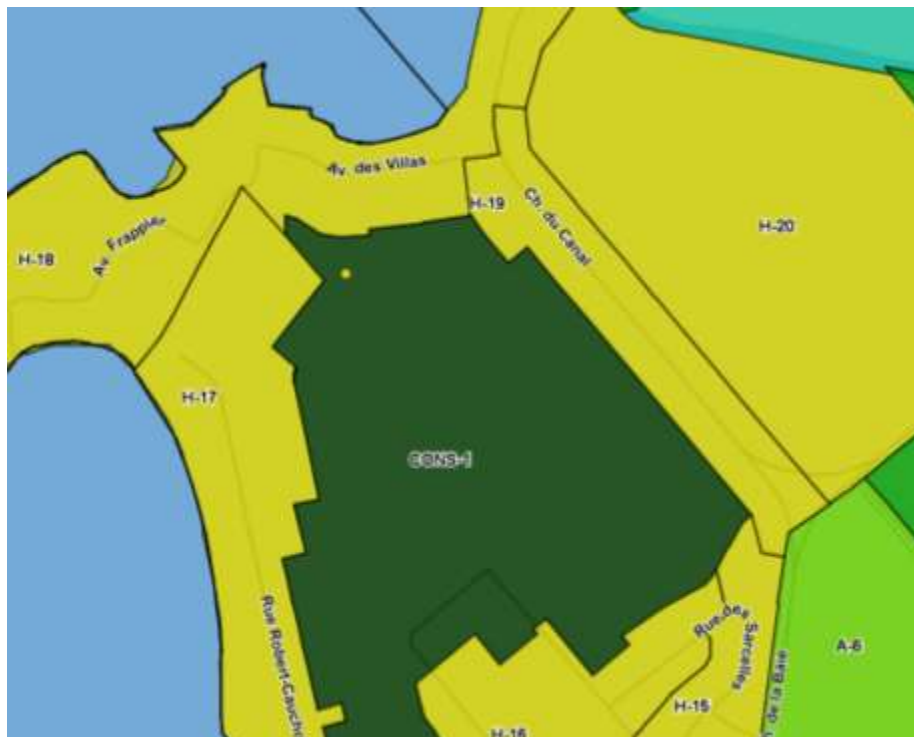 Av. des Villas
H-19
Ch. du Canal
H-20
Av. Frappier
H-18
H-17
CONS-1
Rue Robert-Cauchon
Rue des Sarcelles
A-6
de la Baie
H-15
H-16